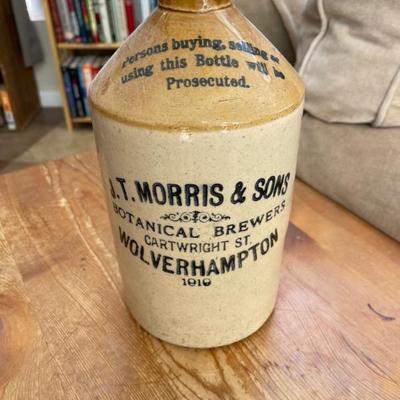 Persons buying, selling or
using this Bottle will be
Prosecuted.
J.T. MORRIS & SONS
BOTANICAL BREWERS
CARTWRIGHT ST.
WOLVERHAMPTON
1910